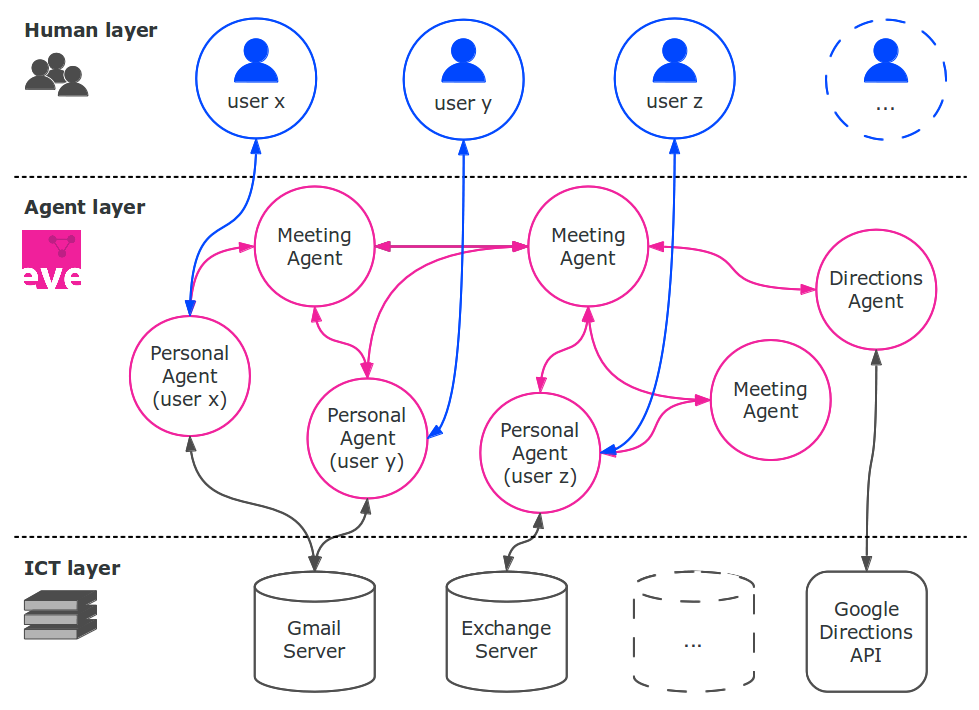 Human layer
user x
user y
user z
...
Agent layer
eve
Meeting
Agent
Meeting
Agent
Directions
Agent
Personal
Agent
(user x)
Personal
Agent
(user y)
Personal
Agent
(user z)
Meeting
Agent
ICT layer
Gmail
Server
Exchange
Server
...
Google
Directions
API